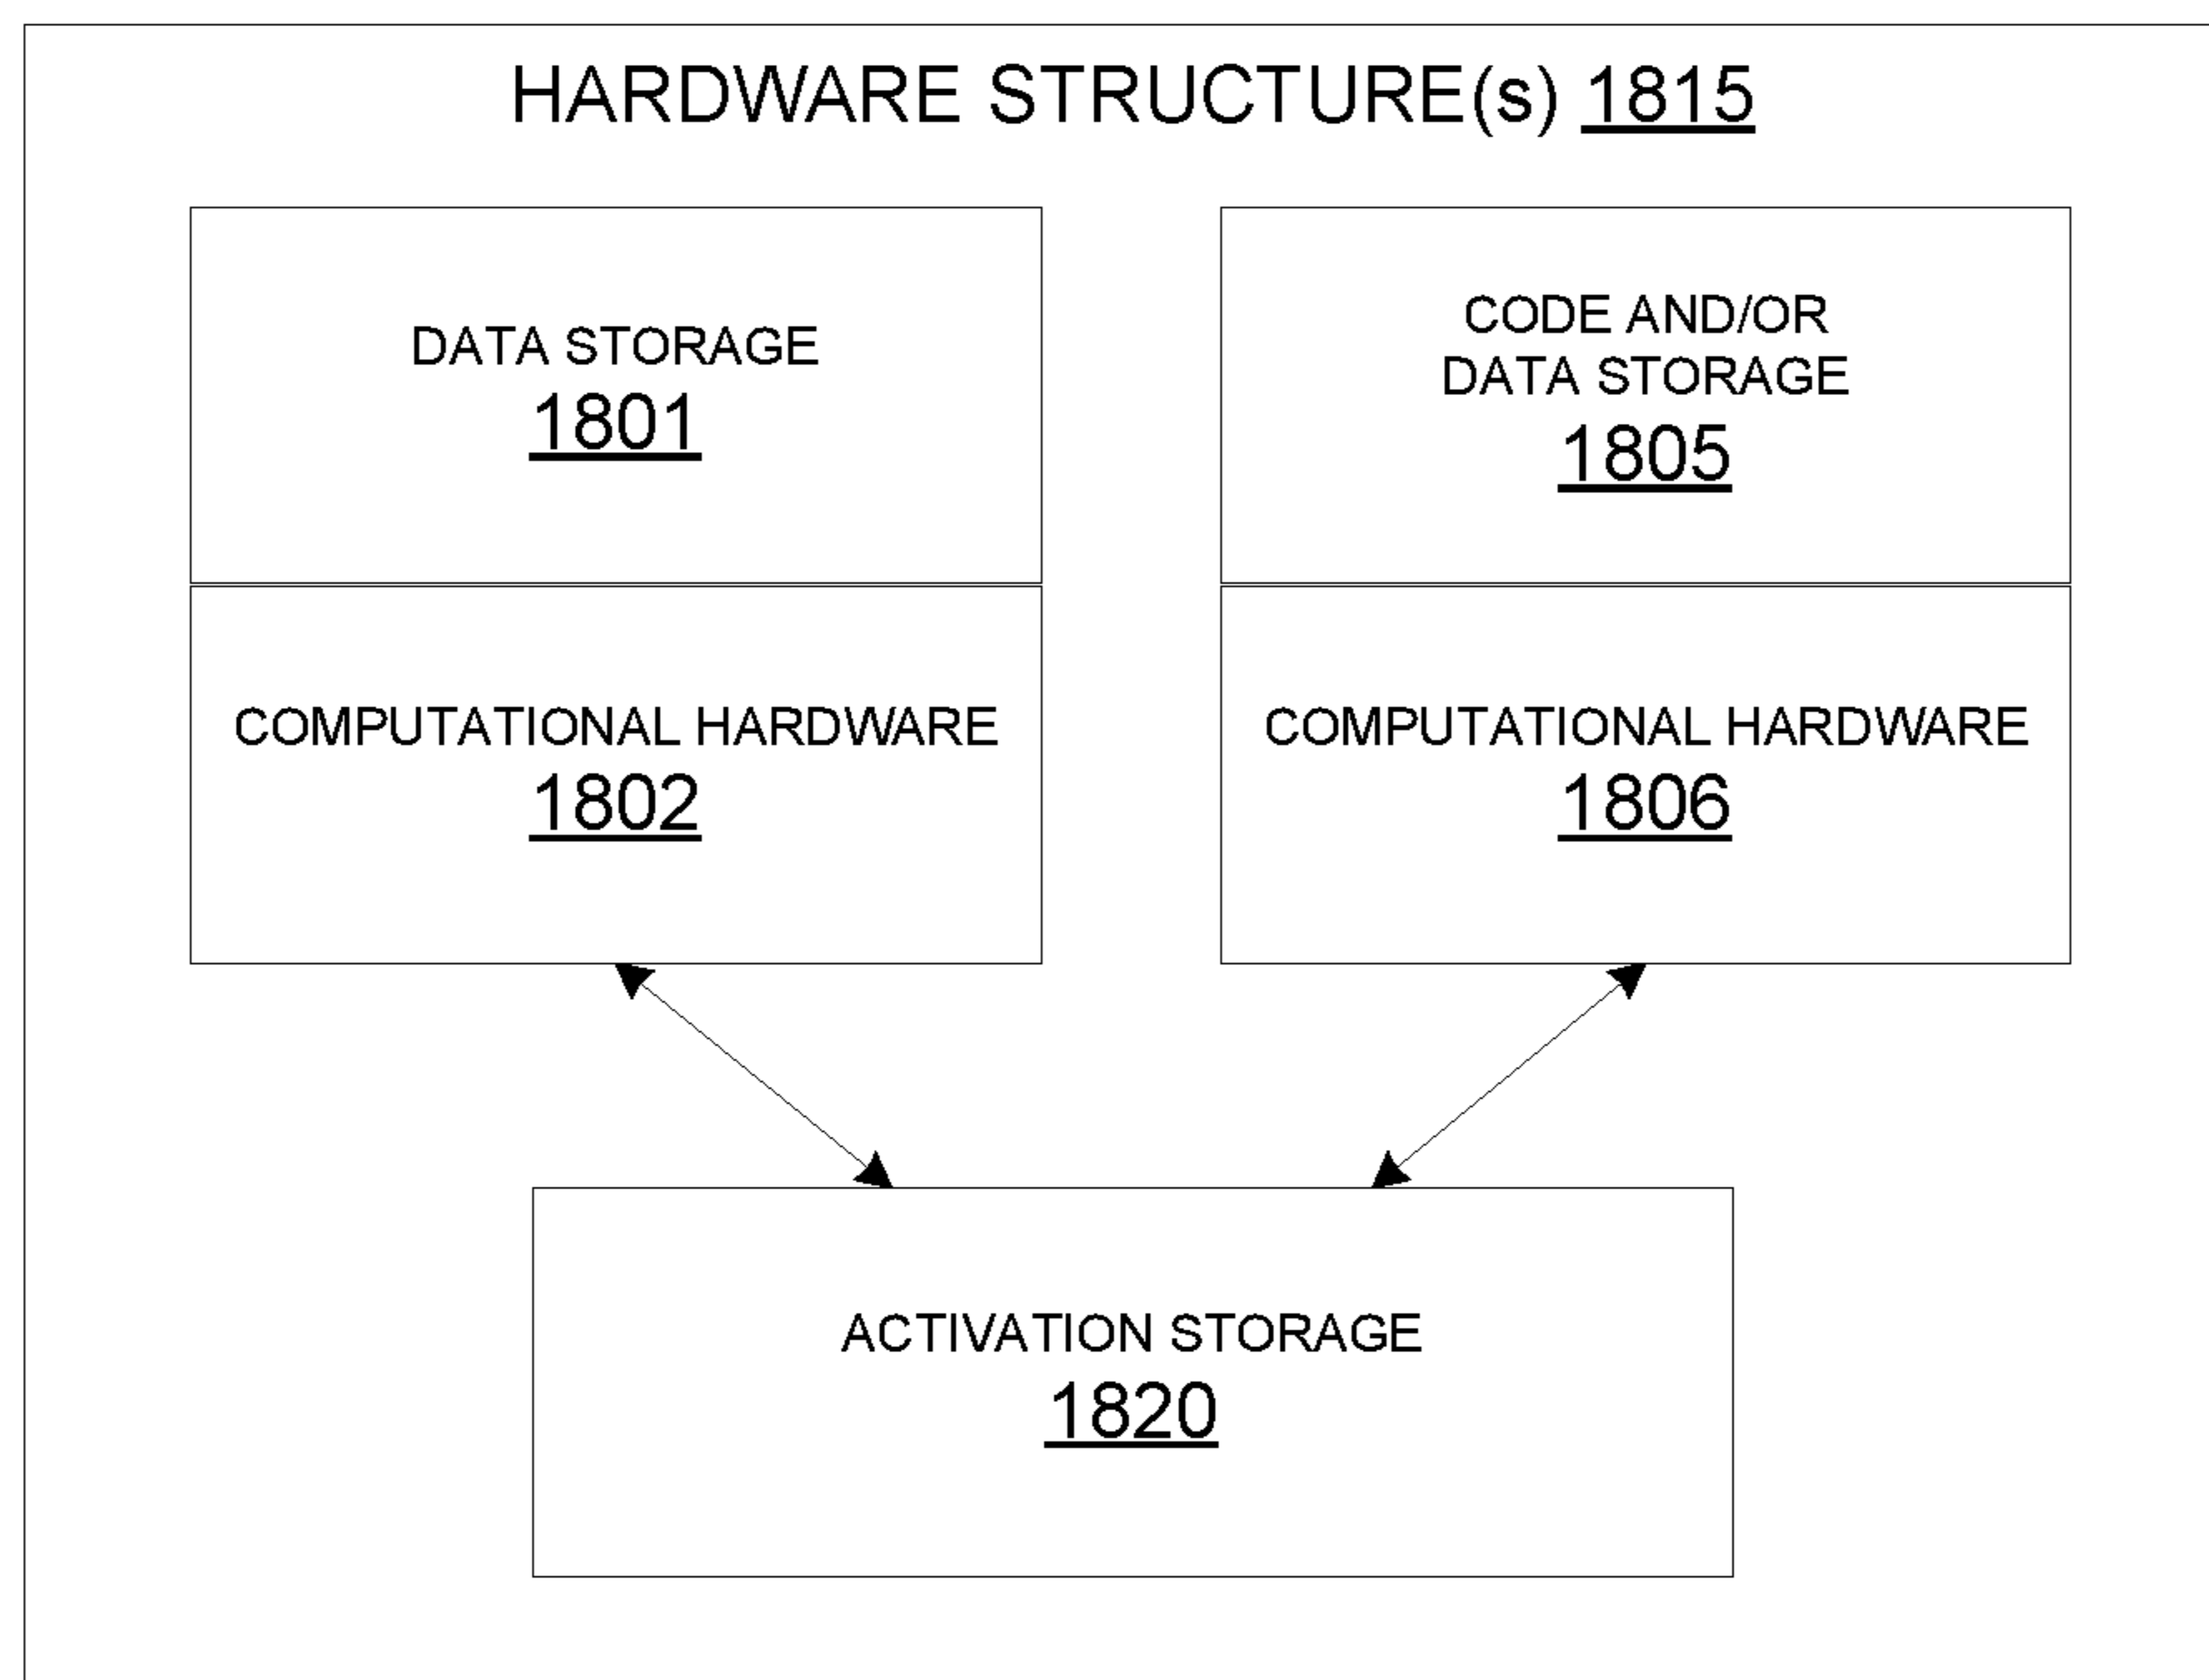 HARDWARE STRUCTURE(s) 1815
DATA STORAGE
1801
COMPUTATIONAL HARDWARE
1802
CODE AND/OR
DATA STORAGE
1805
COMPUTATIONAL HARDWARE
1806
ACTIVATION STORAGE
1820